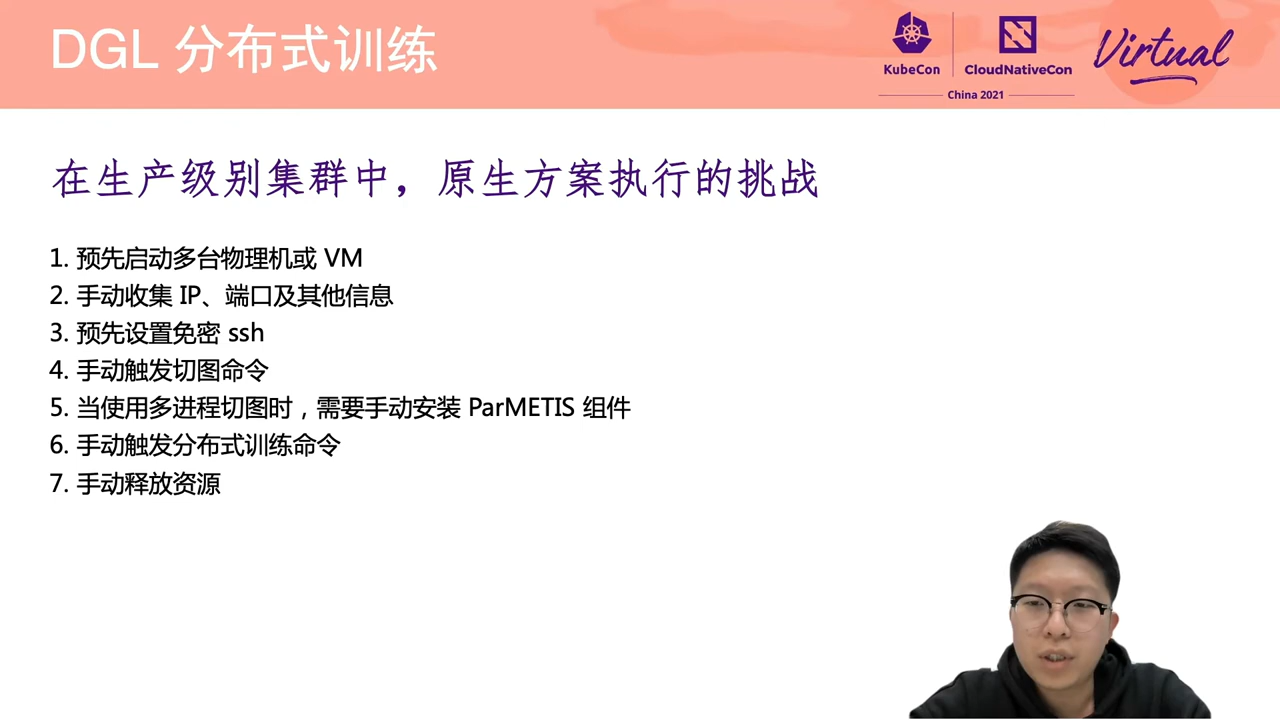 DGL 分布式训练
KubeCon
CloudNativeCon
China 2021
Virtual
在生产级别集群中，原生方案执行的挑战
1. 预先启动多台物理机或 VM
2. 手动收集 IP、端口及其他信息
3. 预先设置免密 ssh
4. 手动触发切图命令
5. 当使用多进程切图时，需要手动安装 ParMETIS 组件
6. 手动触发分布式训练命令
7. 手动释放资源